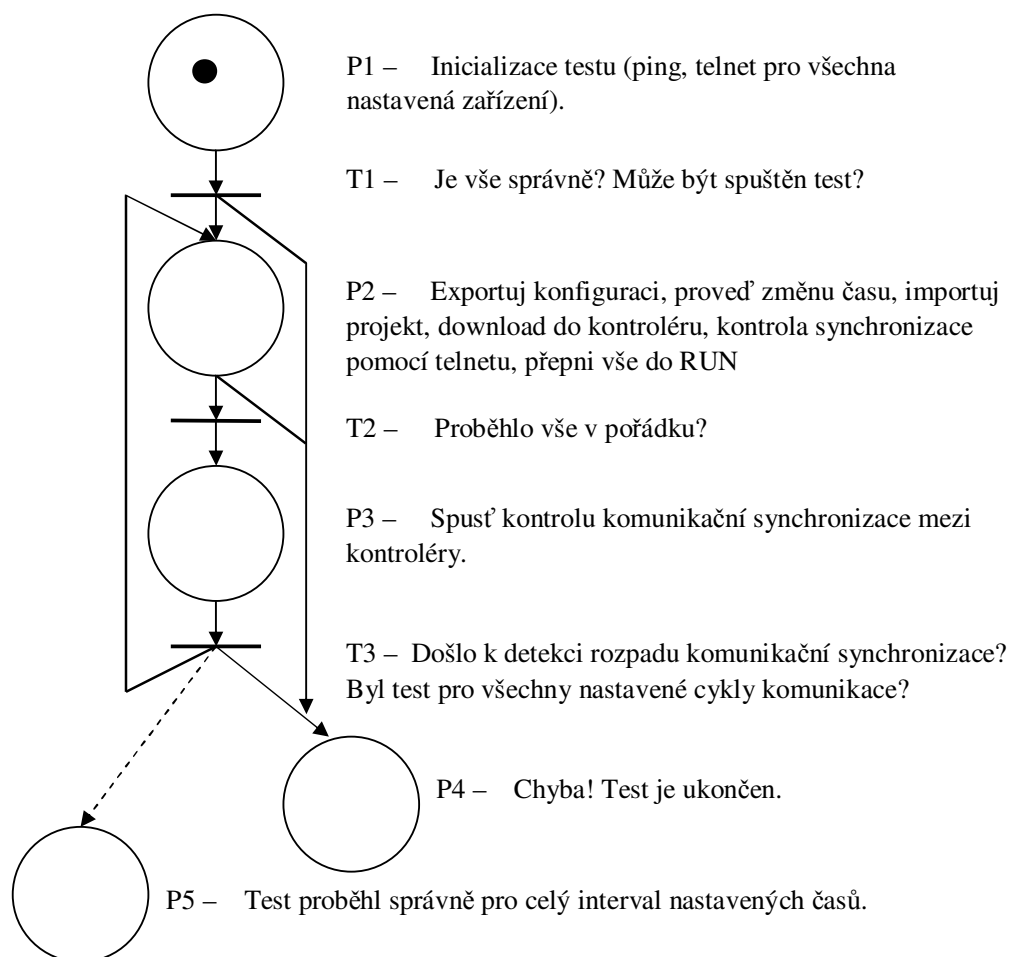 P1 – Inicializace testu (ping, telnet pro všechna
nastavená zařízení).
T1 – Je vše správně? Může být spuštěn test?
P2 – Exportuj konfiguraci, proveď změnu času, importuj
projekt, download do kontroléru, kontrola synchronizace
pomocí telnetu, přepni vše do RUN
T2 – Proběhlo vše v pořádku?
P3 – Spusť kontrolu komunikační synchronizace mezi
kontroléry.
T3 – Došlo k detekci rozpadu komunikační synchronizace?
Byl test pro všechny nastavené cykly komunikace?
P4 – Chyba! Test je ukončen.
P5 – Test proběhl správně pro celý interval nastavených časů.